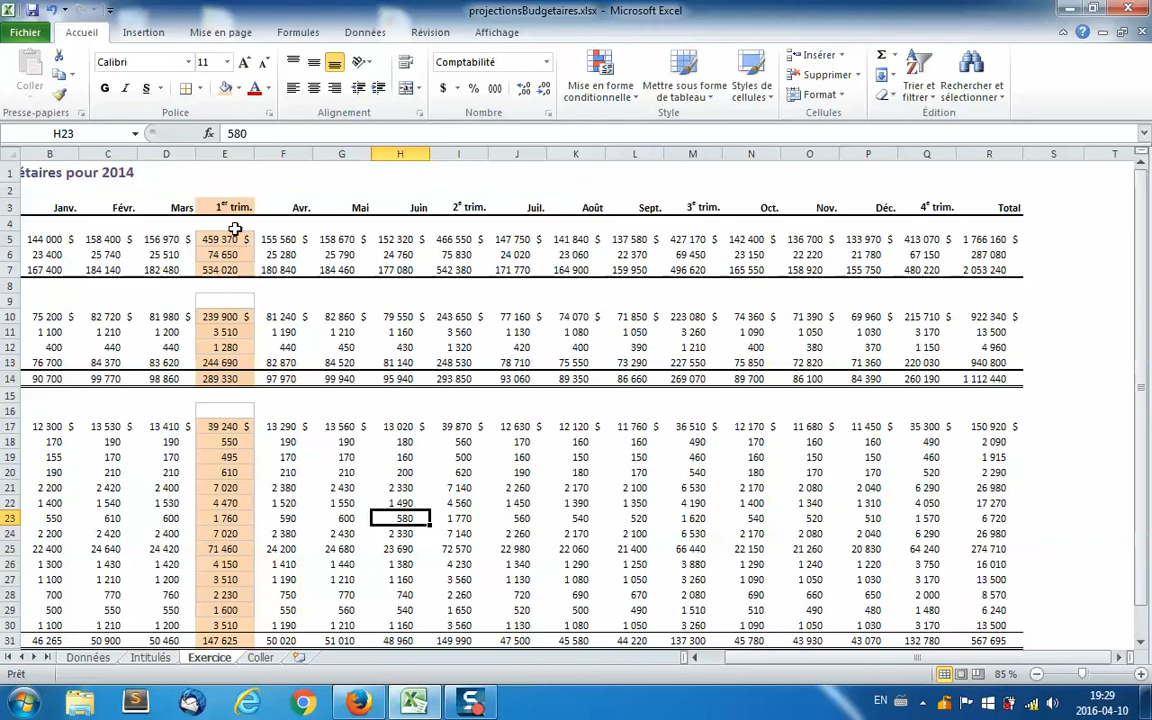 projectionsBudgetaires.xlsx - Microsoft Excel
Fichier Accueil Insertion Mise en page Formules Données Révision Affichage
Coller
Presse-papiers
Calibri 11
G I S
Police
Alignement
Comptabilité
$ % 000
Nombre
Mise en forme conditionnelle
Mettre sous forme de tableau
Styles de cellules
Style
Insérer
Supprimer
Format
Cellules
Trier et filtrer
Rechercher et sélectionner
Édition
H23 fx 580
B C D E F G H I J K L M N O P Q R S T
1 étaires pour 2014
2
3 Janv. Févr. Mars 1er trim. Avr. Mai Juin 2e trim. Juil. Août Sept. 3e trim. Oct. Nov. Déc. 4e trim. Total
4
5 144 000 $ 158 400 $ 156 970 $ 459 370 $ 155 560 $ 158 670 $ 152 320 $ 466 550 $ 147 750 $ 141 840 $ 137 580 $ 427 170 $ 142 400 $ 136 700 $ 133 970 $ 413 070 $ 1 766 160 $
6 23 400 25 740 25 510 74 650 25 280 25 790 24 760 75 830 24 020 23 060 22 370 69 450 23 150 22 220 21 780 67 150 287 080
7 167 400 184 140 182 480 534 020 180 840 184 460 177 080 542 380 171 770 164 900 159 950 496 620 165 550 158 920 155 750 480 220 2 053 240
8
9
10 75 200 $ 82 720 $ 81 980 $ 239 900 $ 81 240 $ 82 860 $ 79 550 $ 243 650 $ 77 160 $ 74 070 $ 71 850 $ 223 080 $ 74 360 $ 71 390 $ 69 960 $ 215 710 $ 922 340 $
11 1 100 1 210 1 200 3 510 1 190 1 210 1 160 3 560 1 130 1 080 1 050 3 260 1 090 1 050 1 020 3 160 13 500
12 400 440 440 1 280 440 450 430 1 320 420 400 390 1 210 400 380 370 1 150 4 960
13 76 700 84 370 83 620 244 690 82 870 84 520 81 140 248 530 78 710 75 550 73 290 227 550 75 850 72 820 71 360 220 030 940 800
14 90 700 99 770 98 860 289 330 97 970 99 940 95 940 293 850 93 060 89 350 86 660 269 070 89 700 86 100 84 390 260 190 1 112 440
15
16
17 12 300 $ 13 530 $ 13 410 $ 39 240 $ 13 290 $ 13 560 $ 13 020 $ 39 870 $ 12 630 $ 12 120 $ 11 760 $ 36 510 $ 12 170 $ 11 680 $ 11 450 $ 35 300 $ 150 920 $
18 170 190 190 550 190 190 180 560 170 160 160 490 170 160 160 490 2 090
19 155 170 170 495 170 170 160 500 160 150 150 460 160 150 150 460 1 915
20 190 210 210 610 210 210 200 620 190 180 170 540 180 170 170 520 2 290
21 2 200 2 420 2 400 7 020 2 380 2 430 2 330 7 140 2 260 2 170 2 100 6 530 2 170 2 080 2 040 6 290 26 980
22 1 400 1 540 1 530 4 470 1 520 1 550 1 490 4 560 1 450 1 390 1 350 4 190 1 400 1 340 1 310 4 050 17 270
23 550 610 600 1 760 590 600 580 1 770 560 540 520 1 620 540 520 510 1 570 6 720
24 2 200 2 420 2 400 7 020 2 380 2 430 2 330 7 140 2 260 2 170 2 100 6 530 2 170 2 080 2 040 6 290 26 980
25 22 400 24 640 24 420 71 460 24 200 24 680 23 690 72 570 22 980 22 060 21 400 66 440 22 150 21 260 20 830 64 240 274 710
26 1 300 1 430 1 420 4 150 1 410 1 440 1 380 4 230 1 340 1 290 1 250 3 880 1 290 1 240 1 220 3 750 16 010
27 1 100 1 210 1 200 3 510 1 190 1 210 1 160 3 560 1 130 1 080 1 050 3 260 1 090 1 050 1 020 3 160 13 500
28 700 770 760 2 230 750 770 740 2 260 720 690 670 2 080 690 660 650 2 000 8 570
29 500 550 550 1 600 550 560 540 1 650 520 500 490 1 510 510 490 480 1 480 6 240
30 1 100 1 210 1 200 3 510 1 190 1 210 1 160 3 560 1 130 1 080 1 050 3 260 1 090 1 050 1 020 3 160 13 500
31 46 265 50 900 50 460 147 625 50 020 51 010 48 960 149 990 47 500 45 580 44 220 137 300 45 780 43 930 43 070 132 780 567 695
Données Intitulés Exercice Coller
Prêt 85 %
EN 19:29
2016-04-10